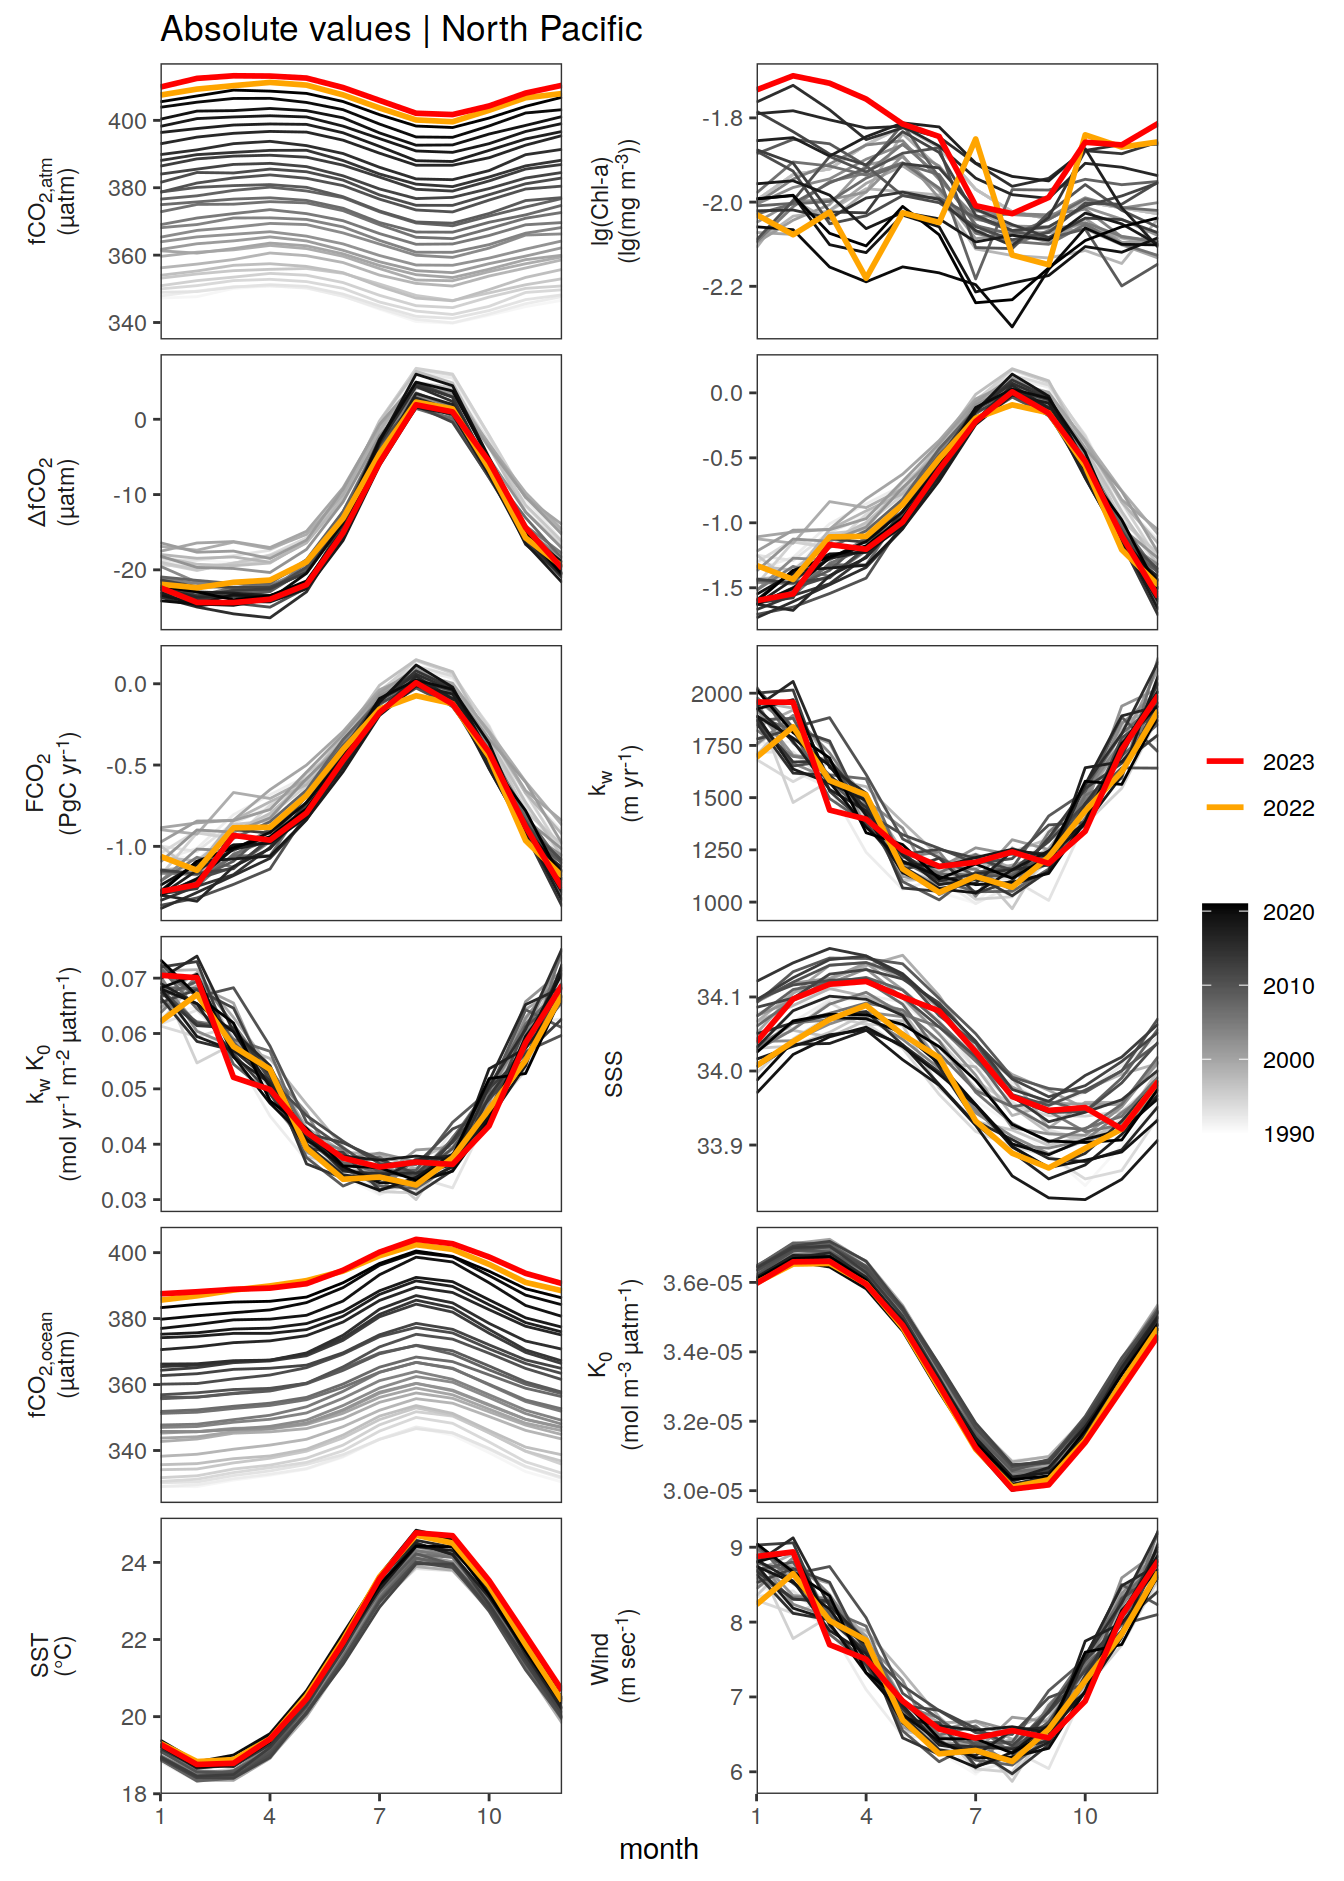 Absolute values | North Pacific
fCO2,atm
(µatm)
400
380
360
340
lg(Chl-a)
(lg(mg m-3))
-1.8
-2.0
-2.2
ΔfCO2
(µatm)
0
-10
-20
0.0
-0.5
-1.0
-1.5
FCO2
(PgC yr-1)
0.0
-0.5
-1.0
kw
(m yr-1)
2000
1750
1500
1250
1000
kw K0
(mol yr-1 m-2 µatm-1)
0.07
0.06
0.05
0.04
0.03
SSS
34.1
34.0
33.9
fCO2,ocean
(µatm)
400
380
360
340
K0
(mol m-3 µatm-1)
3.6e-05
3.4e-05
3.2e-05
3.0e-05
SST
(°C)
24
22
20
18
Wind
(m sec-1)
9
8
7
6
1 4 7 10
1 4 7 10
month
2023
2022
2020
2010
2000
1990